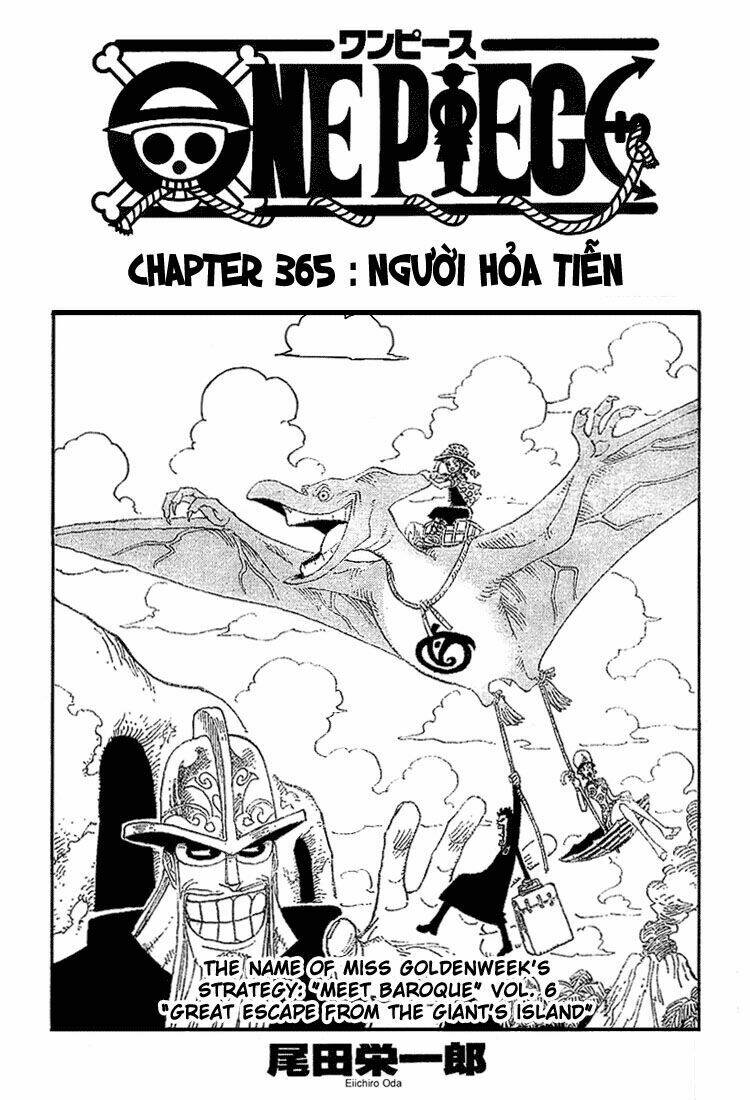 ワンピース
ONE PIECE
CHAPTER 365 : NGƯỜI HỎA TIỄN
THE NAME OF MISS GOLDENWEEK'S
STRATEGY: "MEET BAROQUE" VOL. 6
"GREAT ESCAPE FROM THE GIANT'S ISLAND"
尾田栄一郎
Eiichiro Oda